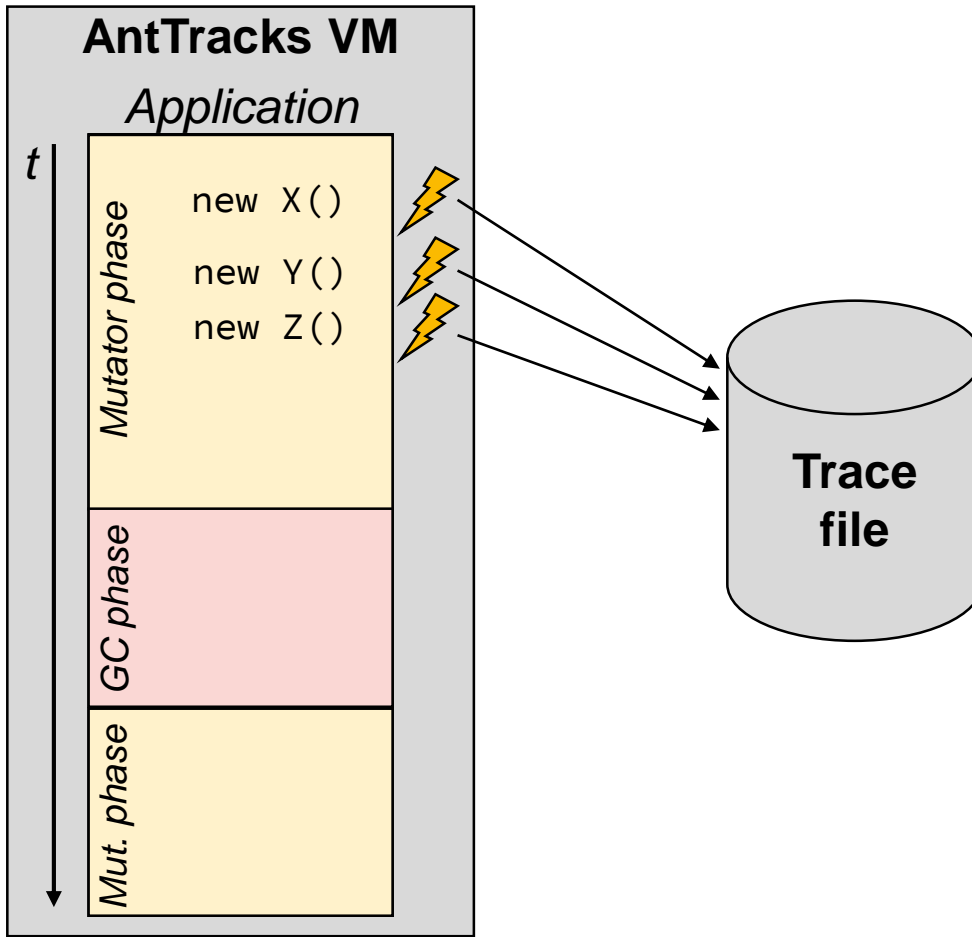 AntTracks VM
Application
t
Mutator phase
new X()
new Y()
new Z()
GC phase
Mut. phase
Trace
file